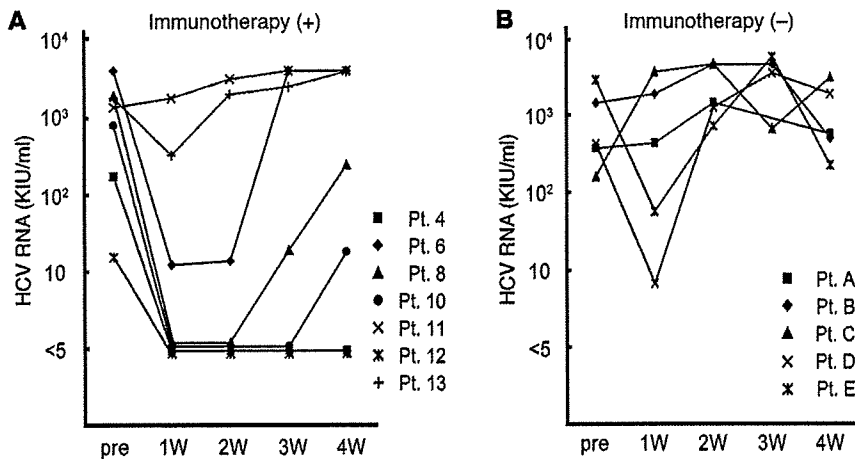 A
Immunotherapy (+)
HCV RNA (KIU/ml)
10⁴
10³
10²
10
<5
pre 1W 2W 3W 4W
Pt. 4
Pt. 6
Pt. 8
Pt. 10
Pt. 11
Pt. 12
Pt. 13
B
Immunotherapy (–)
HCV RNA (KIU/ml)
10⁴
10³
10²
10
<5
pre 1W 2W 3W 4W
Pt. A
Pt. B
Pt. C
Pt. D
Pt. E